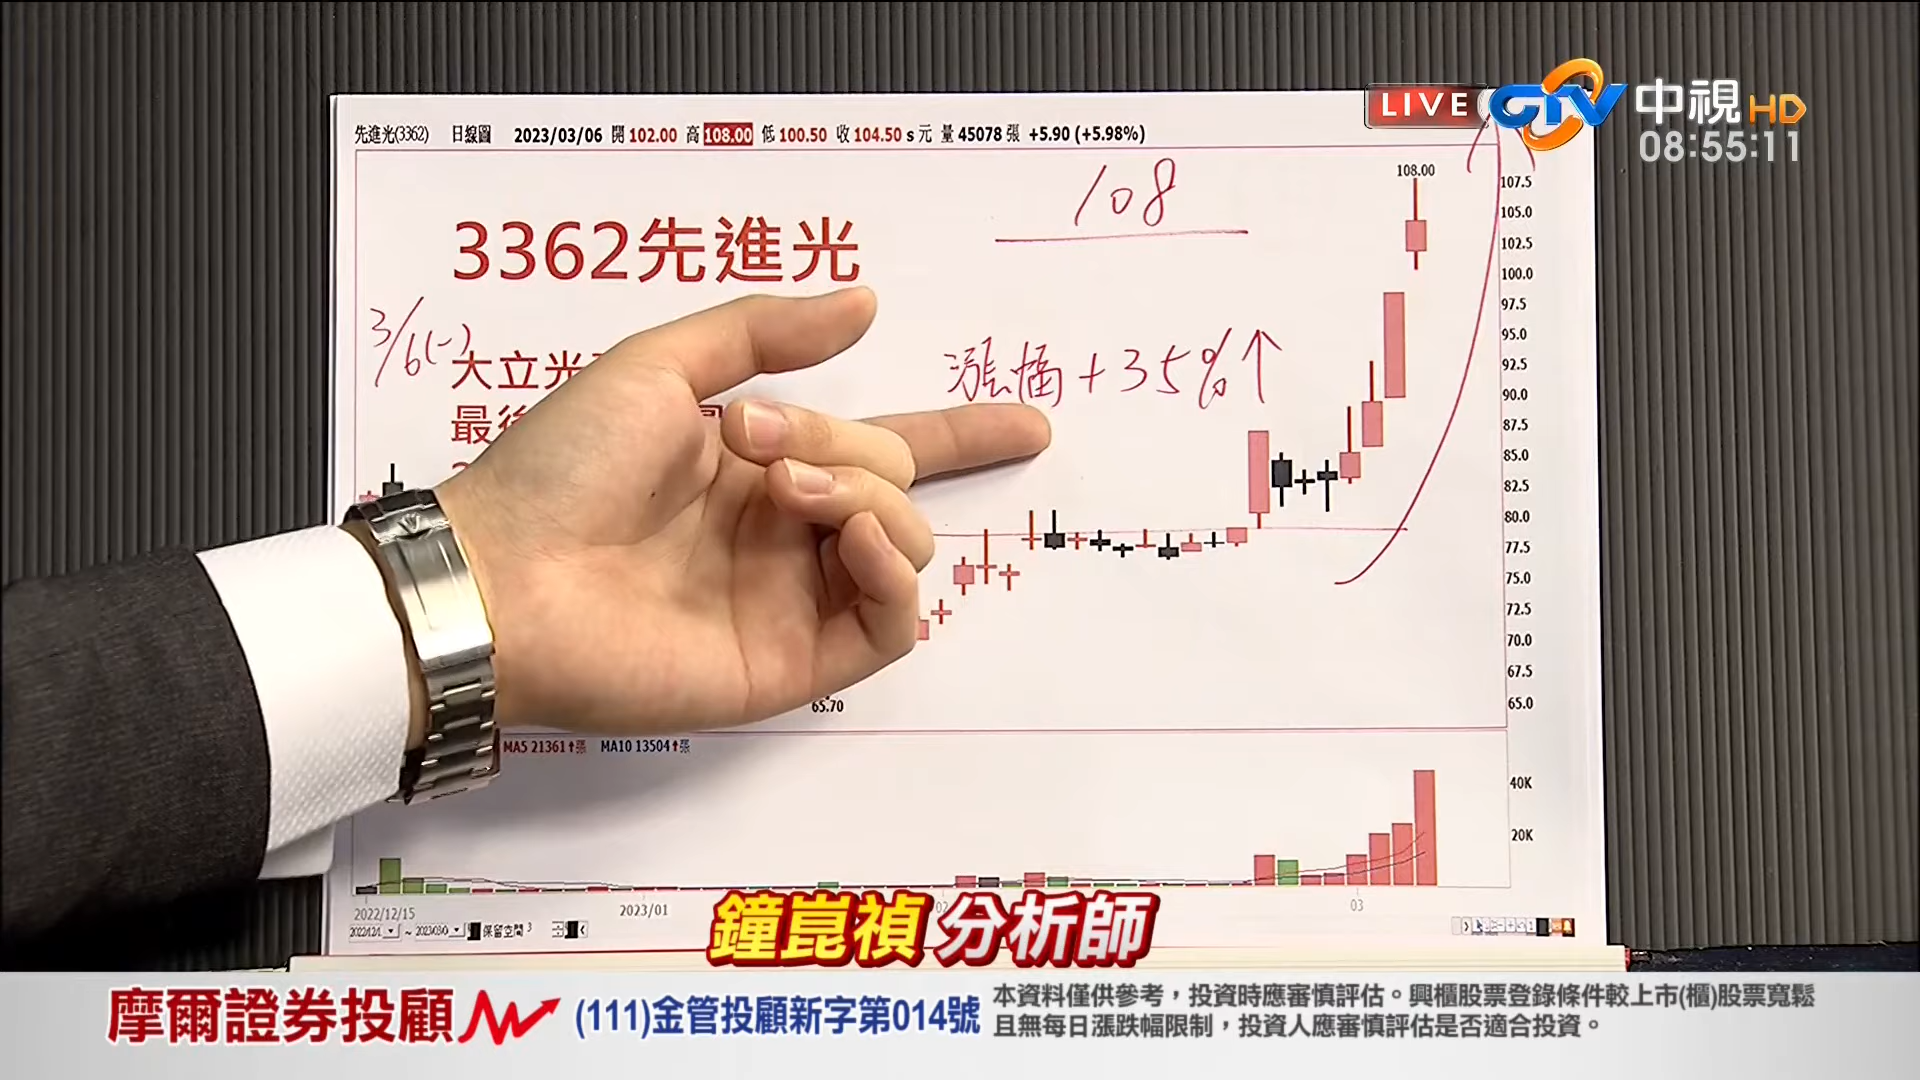 LIVE CTV 中視HD
08:55:11
先進光(3362) 日線圖 2023/03/06 開 102.00 高 108.00 低 100.50 收 104.50 s 元 量 45078 張 +5.90 (+5.98%)
108
108.00
3362先進光
3/6(一)
大立光
最後
漲幅+35%↑
107.5
105.0
102.5
100.0
97.5
95.0
92.5
90.0
87.5
85.0
82.5
80.0
77.5
75.0
72.5
70.0
67.5
65.0
65.70
MA5 21361↑張 MA10 13504↑張
40K
20K
2022/12/15 2023/01 02 03
保留空間 3
鐘崑禎 分析師
摩爾證券投顧 (111)金管投顧新字第014號
本資料僅供參考，投資時應審慎評估。興櫃股票登錄條件較上市(櫃)股票寬鬆
且無每日漲跌幅限制，投資人應審慎評估是否適合投資。